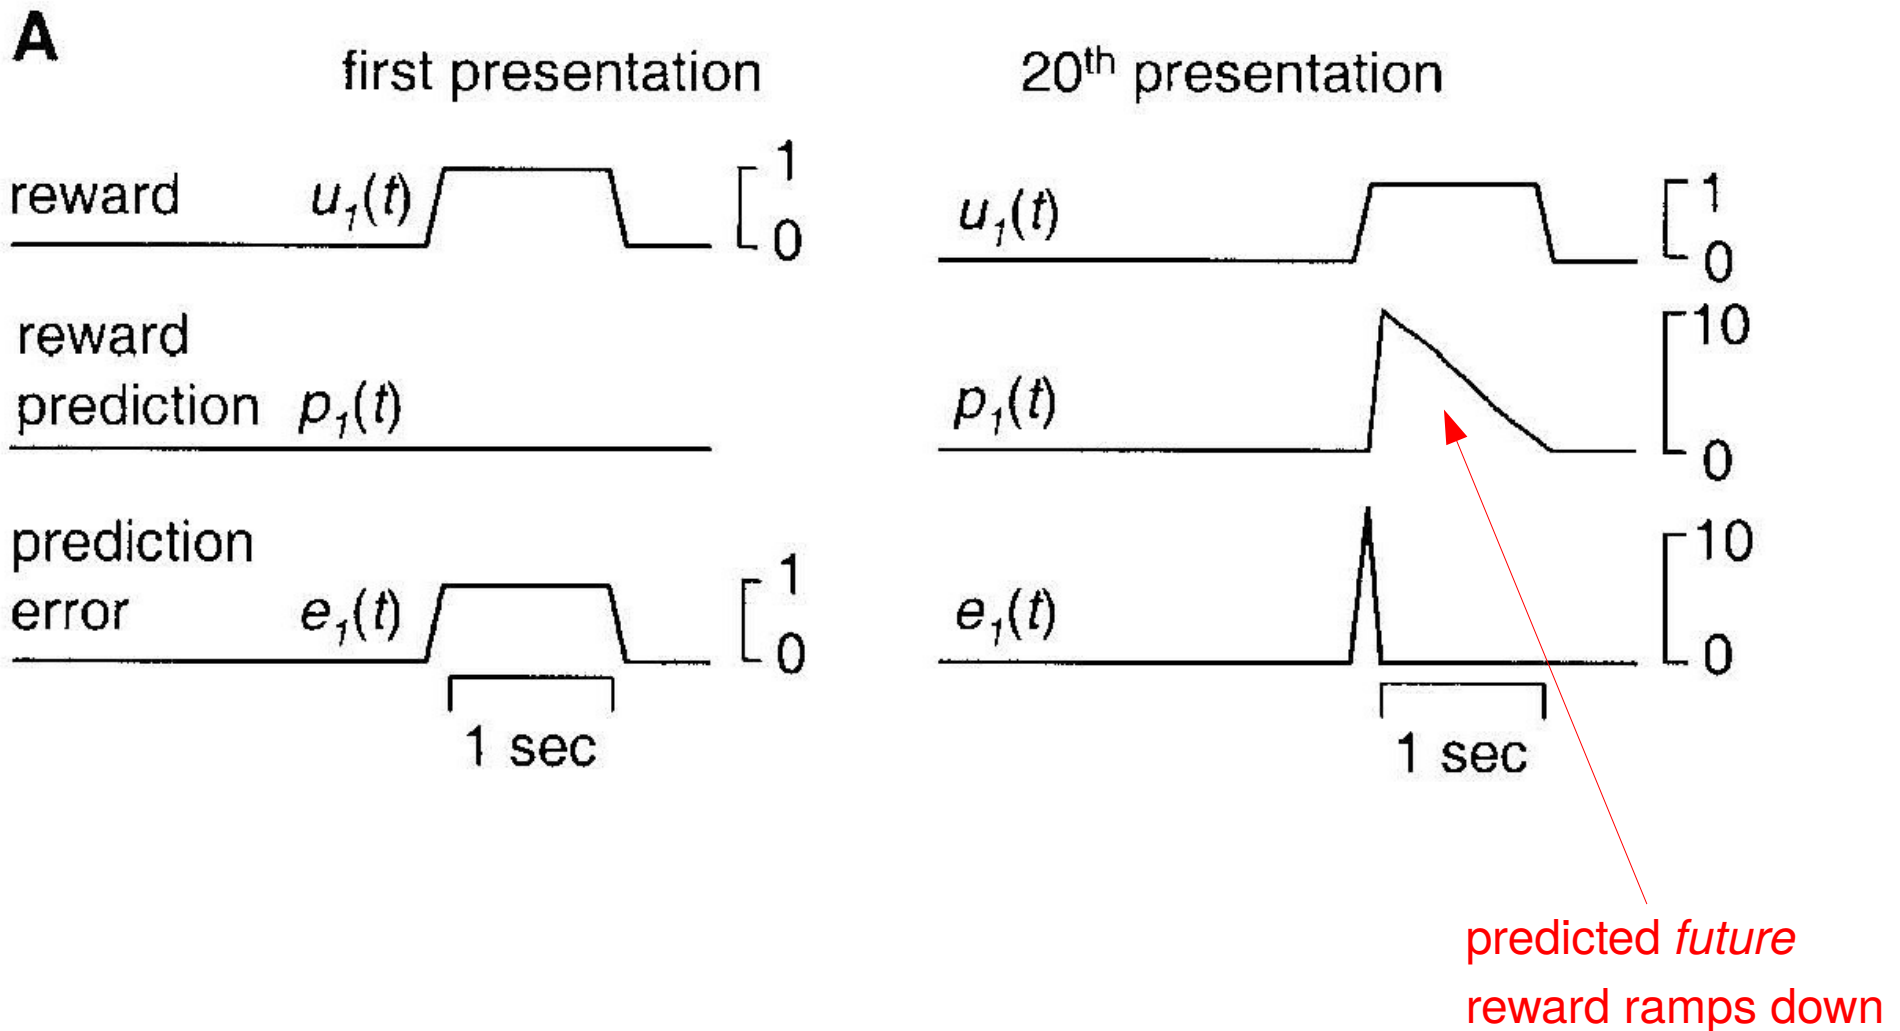 A
first presentation
20th presentation
reward u1(t)
1
0
u1(t)
1
0
reward
prediction p1(t)
p1(t)
10
0
prediction
error e1(t)
1
0
e1(t)
10
0
1 sec
1 sec
predicted future
reward ramps down